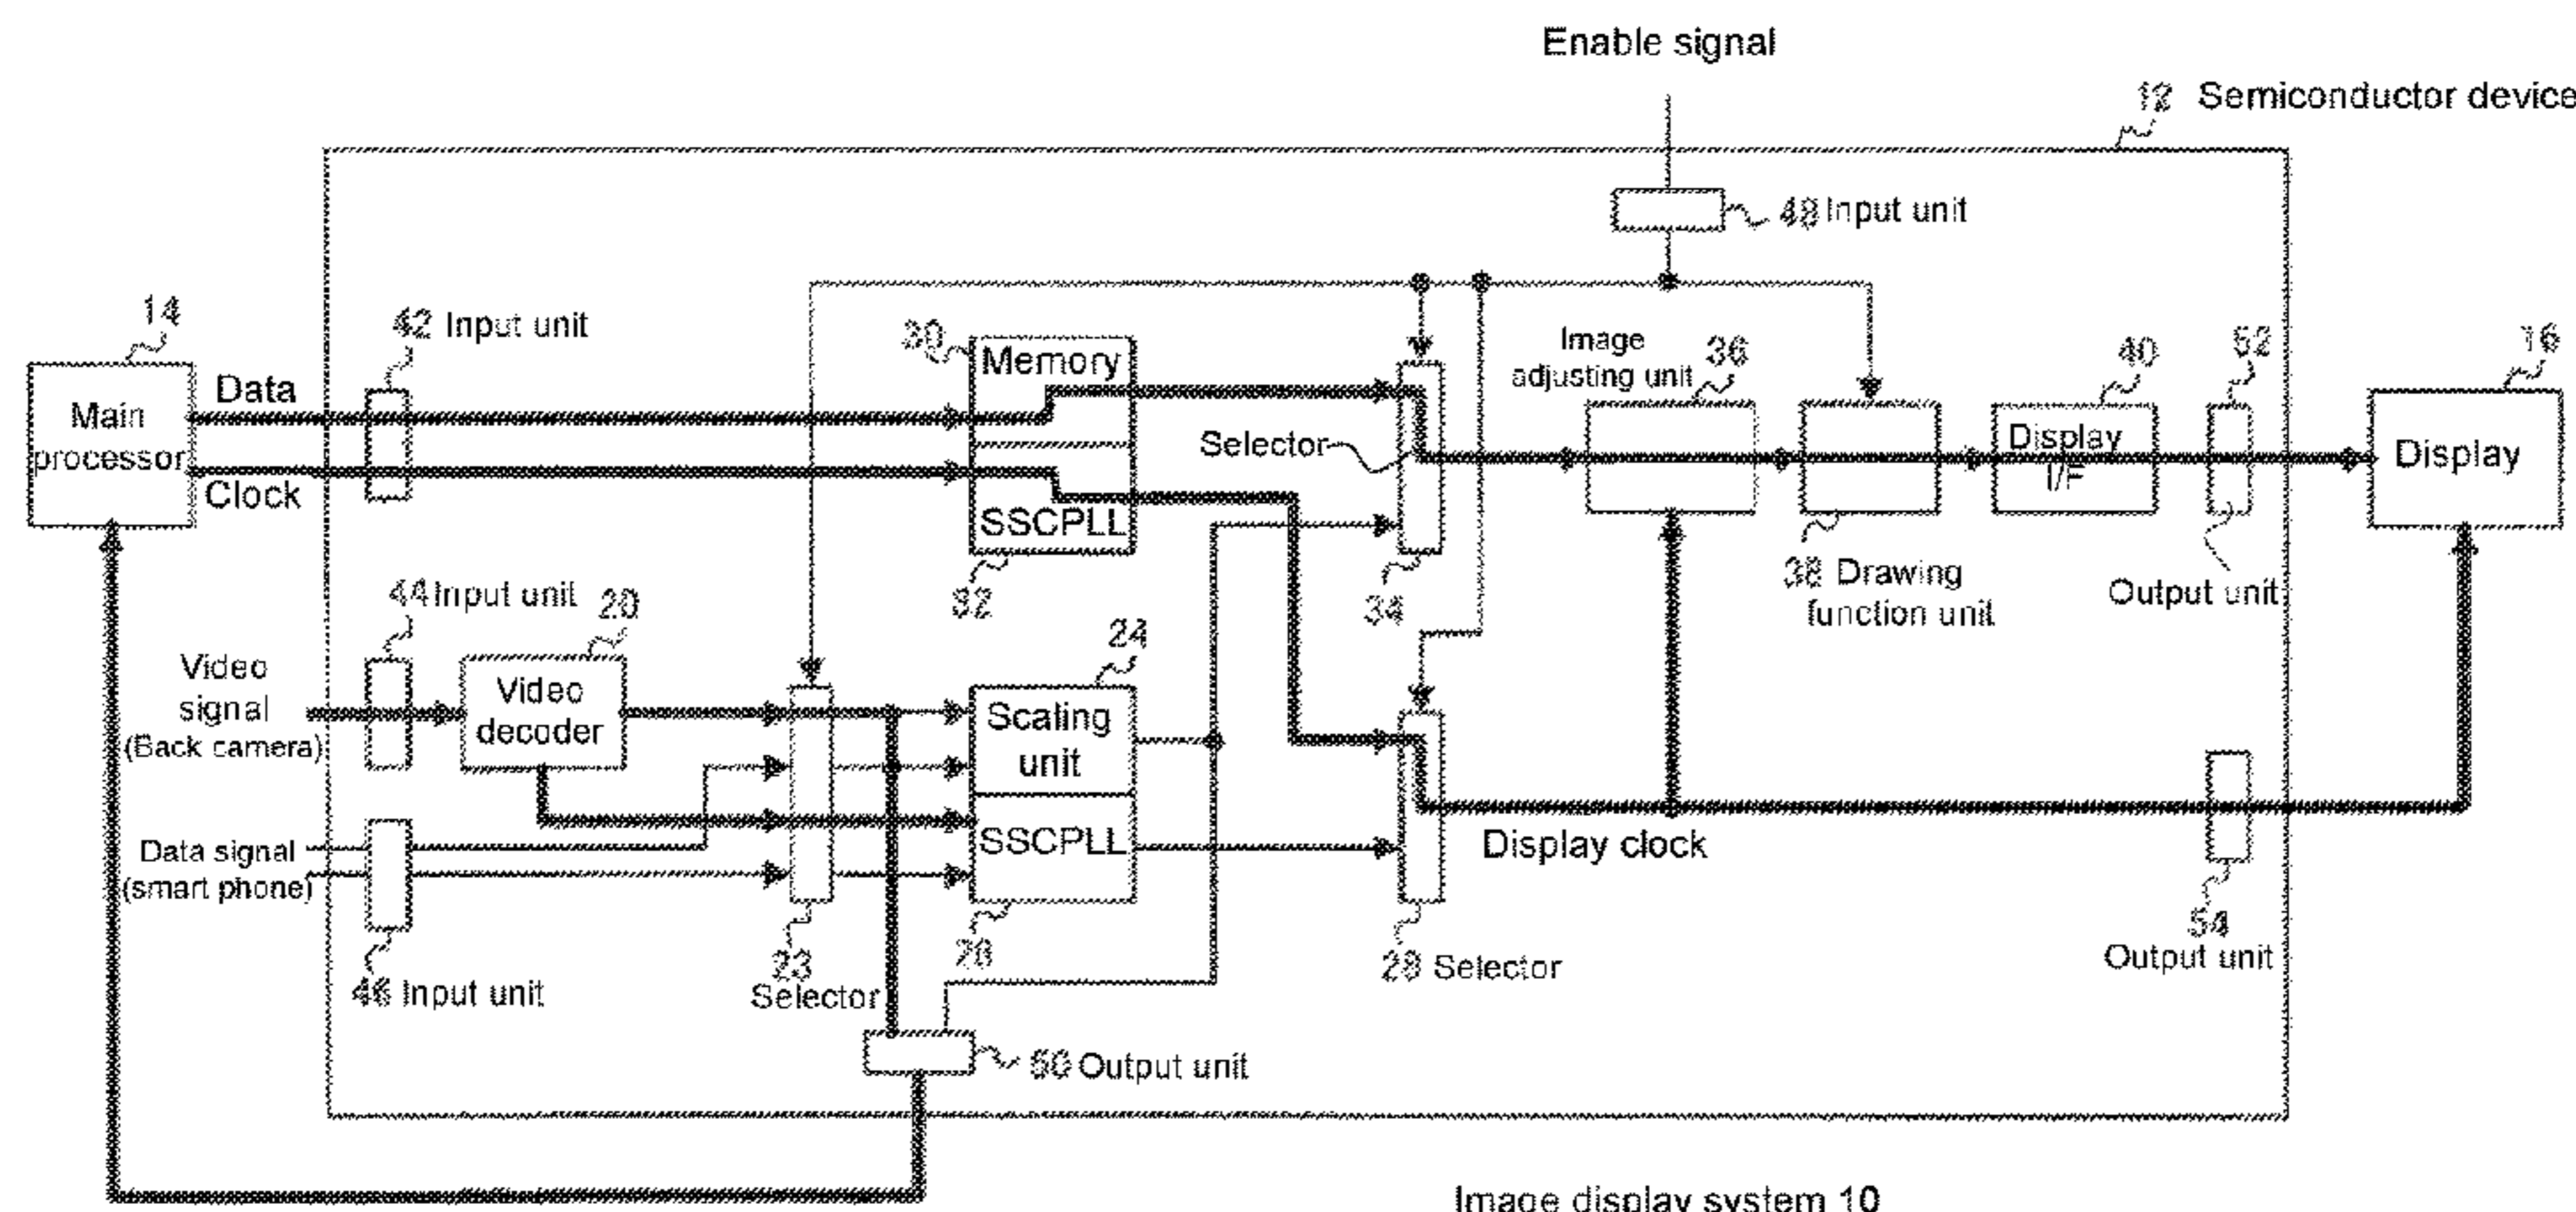 Enable signal
12 Semiconductor device
48 Input unit
14
42 Input unit
30
Memory
Image
adjusting unit
36
40
52
16
Main
processor
Data
Clock
Selector
Display
I/F
Display
SSCPLL
32
34
38 Drawing
function unit
Output unit
44 Input unit
20
24
Video
signal
(Back camera)
Video
decoder
Scaling
unit
SSCPLL
Display clock
Data signal
(smart phone)
46 Input unit
23
Selector
26
28 Selector
54
Output unit
50 Output unit
Image display system 10